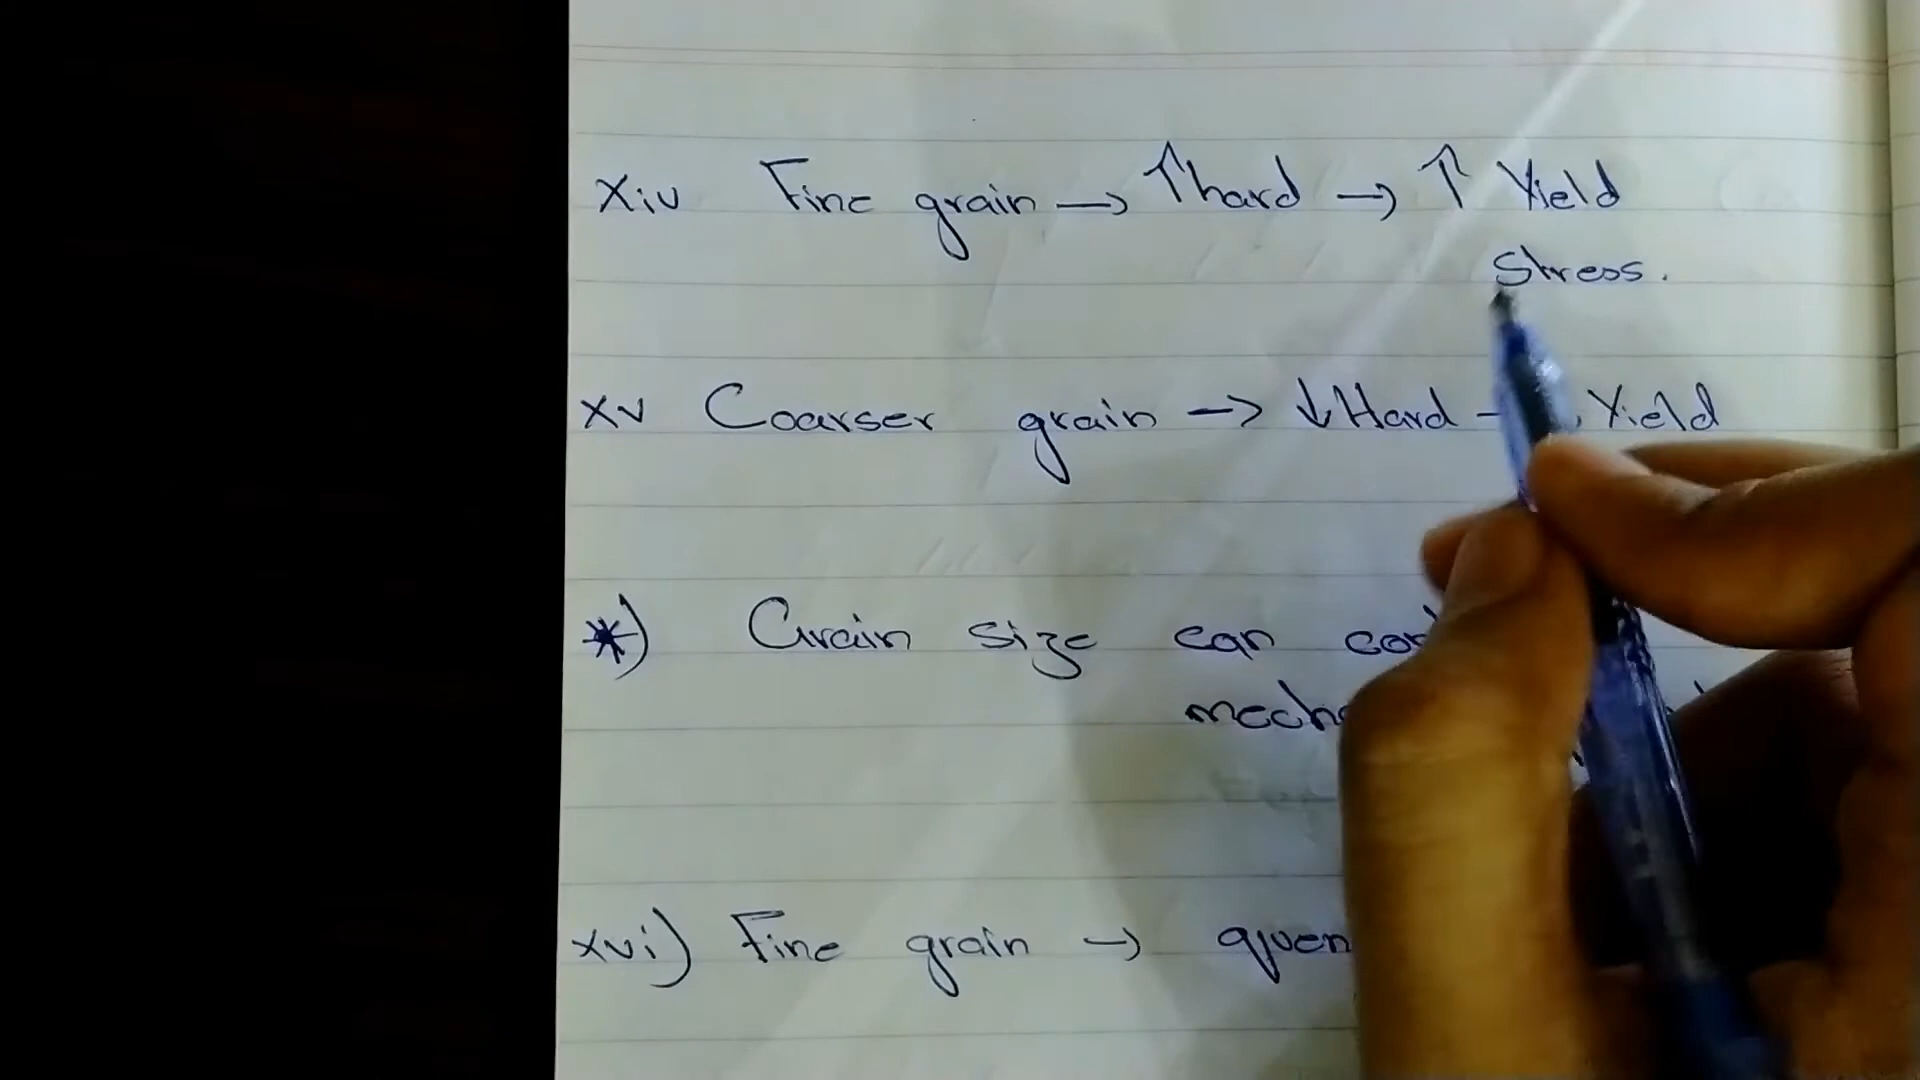 xiv Fine grain → ↑hard → ↑ Yield
Stress.
xv Coarser grain → ↓Hard - Yield
*) Grain size can
xvi) Fine grain →